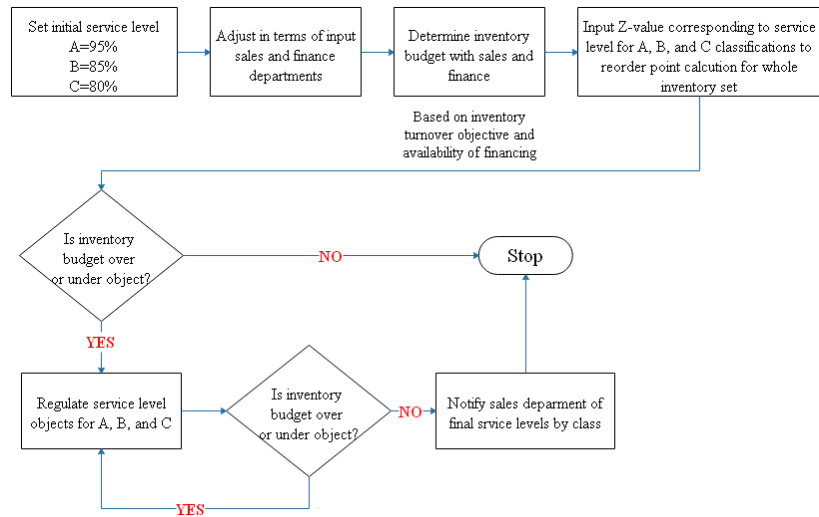 Set initial service level
A=95%
B=85%
C=80%
Adjust in terms of input
sales and finance
departments
Determine inventory
budget with sales and
finance
Input Z-value corresponding to service
level for A, B, and C classifications to
reorder point calcution for whole
inventory set
Based on inventory
turnover objective and
availability of financing
Is inventory
budget over
or under object?
NO
Stop
YES
Regulate service level
objects for A, B, and C
Is inventory
budget over
or under object?
NO
Notify sales deparment of
final srvice levels by class
YES